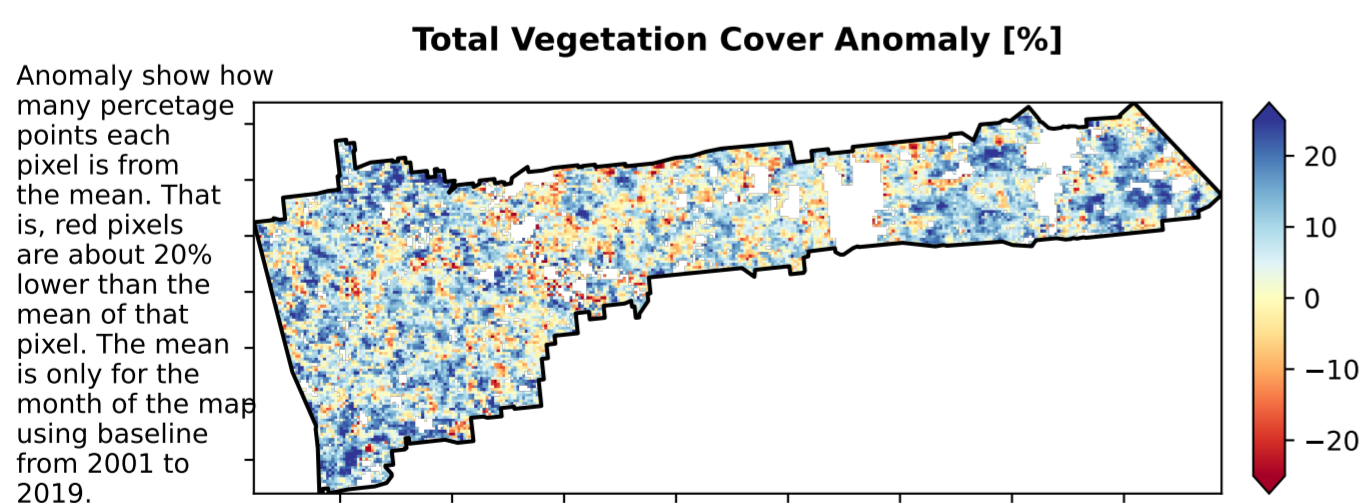 Total Vegetation Cover Anomaly [%]
Anomaly show how
many percetage
points each
pixel is from
the mean. That
is, red pixels
are about 20%
lower than the
mean of that
pixel. The mean
is only for the
month of the map
using baseline
from 2001 to
2019.
20
10
0
−10
−20